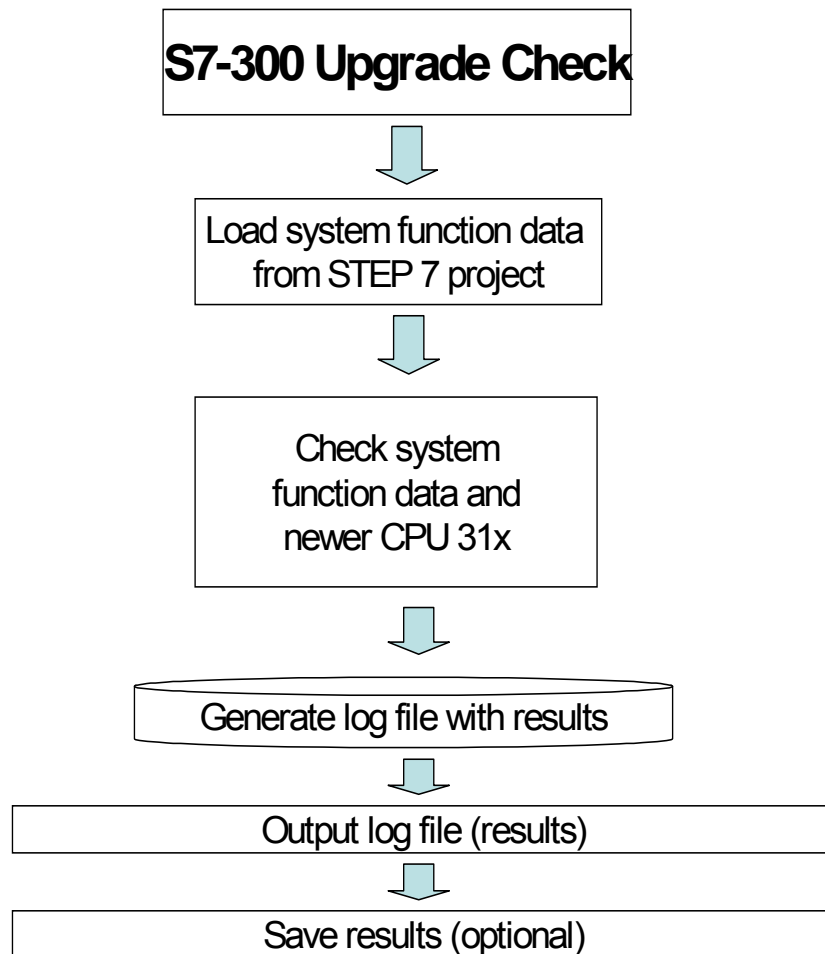 S7-300 Upgrade Check
Load system function data
from STEP 7 project
Check system
function data and
newer CPU 31x
Generate log file with results
Output log file (results)
Save results (optional)